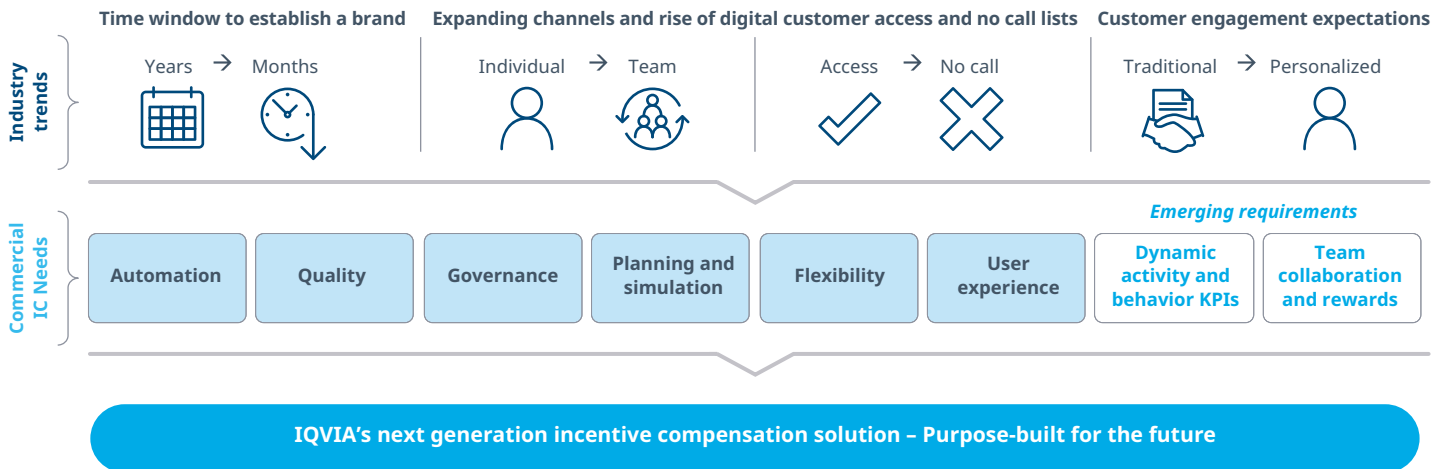 Time window to establish a brand
Expanding channels and rise of digital customer access and no call lists
Customer engagement expectations
Industry
trends
Years → Months
Individual → Team
Access → No call
Traditional → Personalized
Emerging requirements
Commercial
IC Needs
Automation
Quality
Governance
Planning and
simulation
Flexibility
User
experience
Dynamic
activity and
behavior KPIs
Team
collaboration
and rewards
IQVIA’s next generation incentive compensation solution – Purpose-built for the future